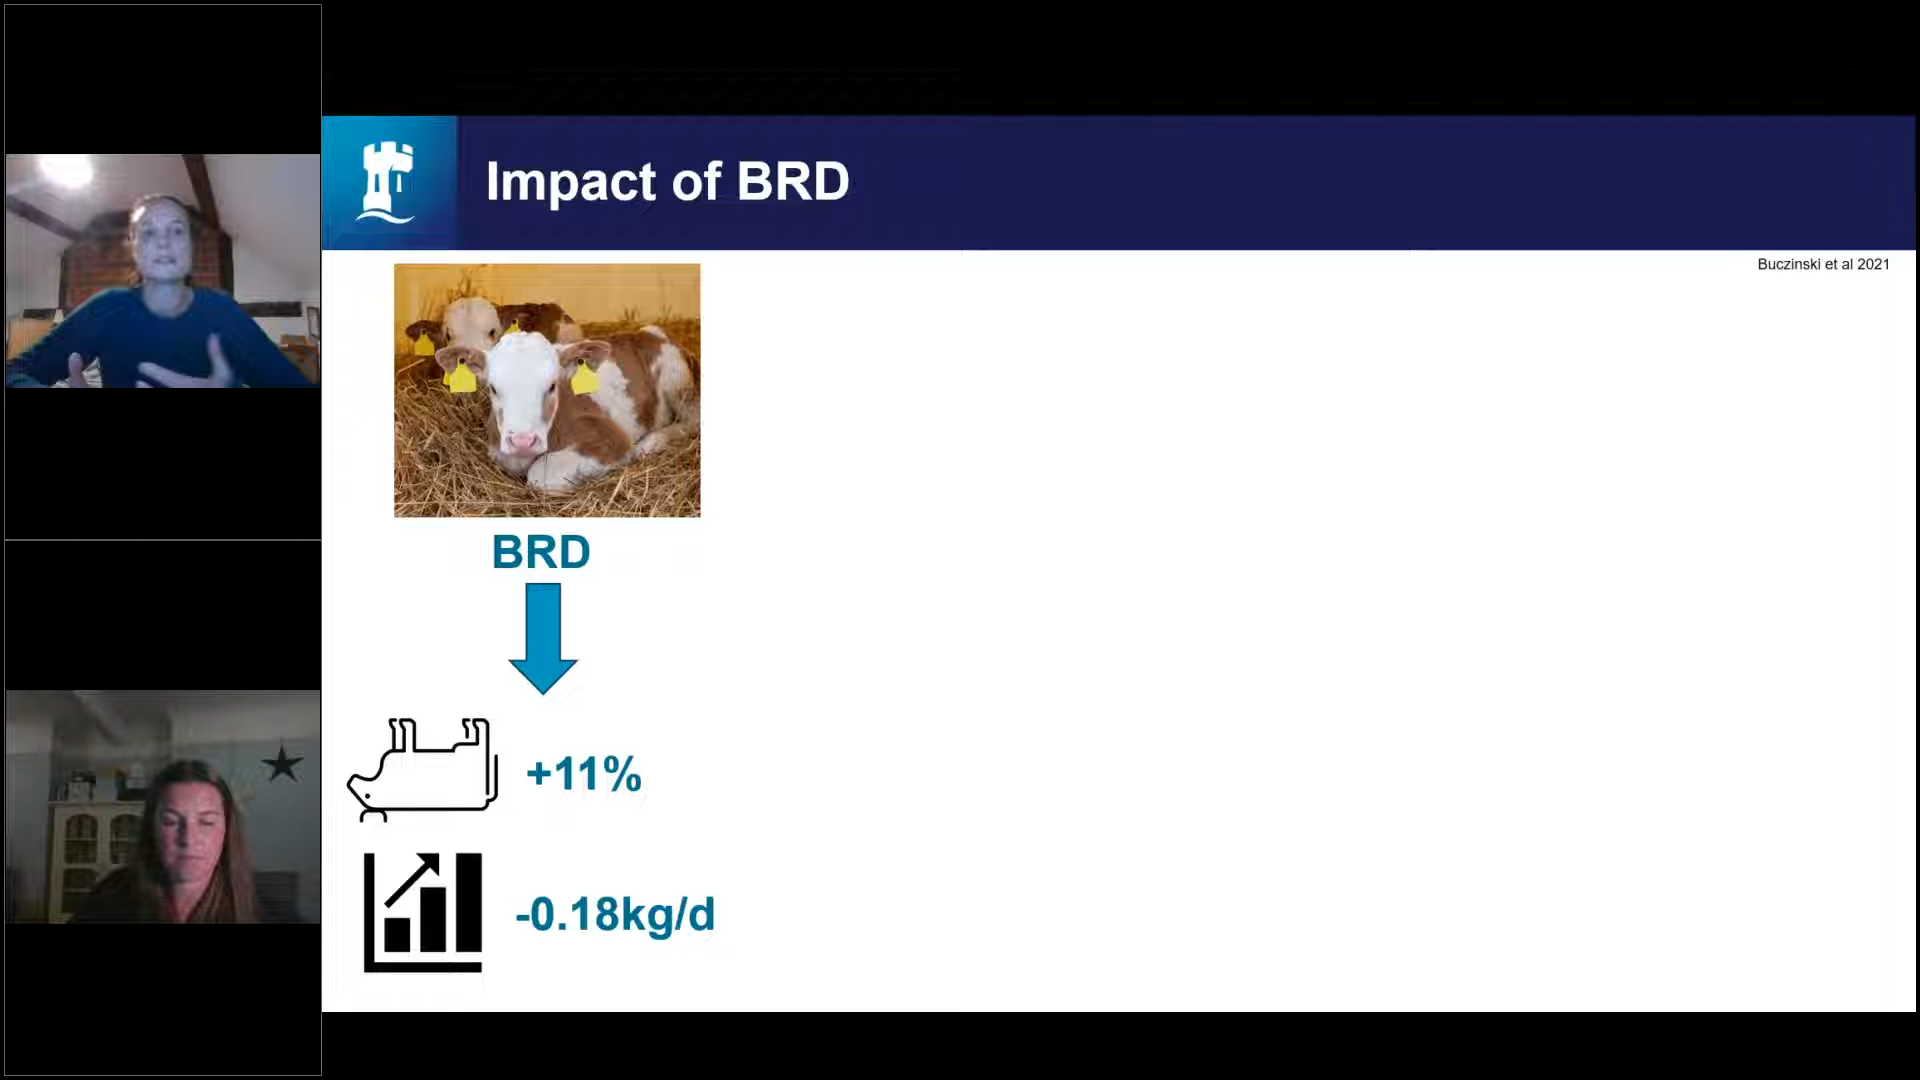 Impact of BRD
Buczinski et al 2021
BRD
+11%
-0.18kg/d